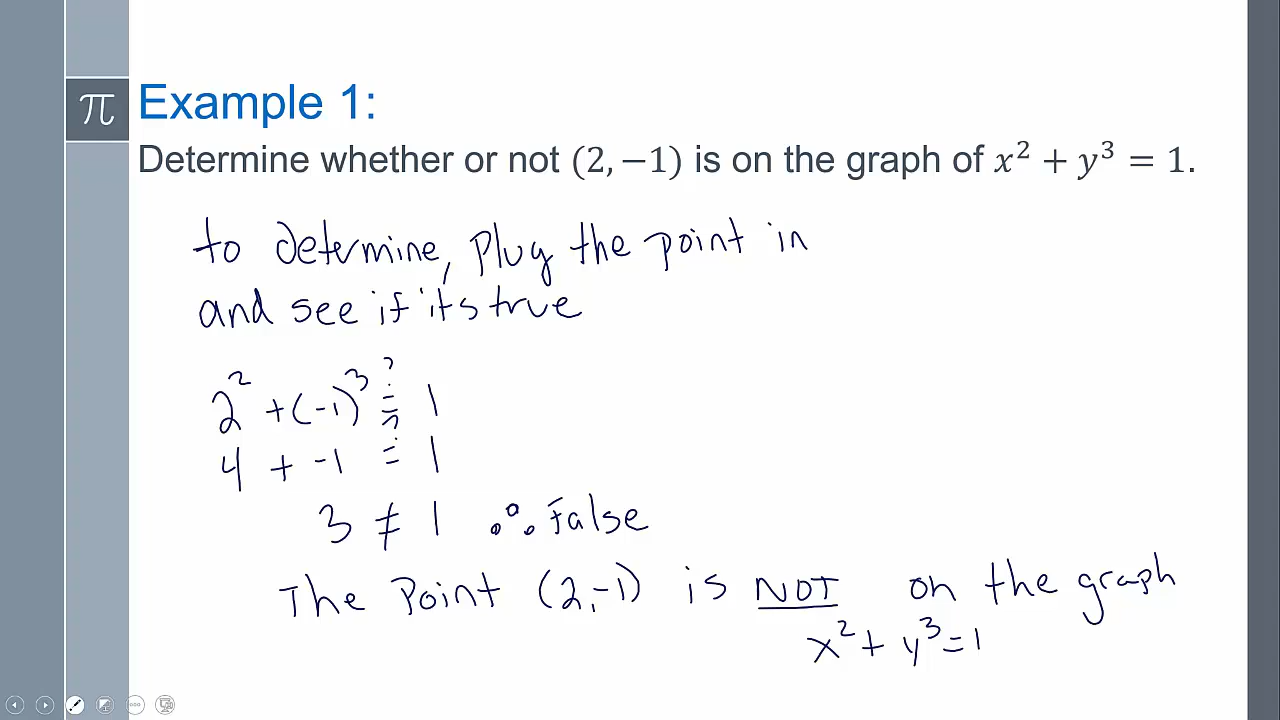 π
Example 1:
Determine whether or not (2, −1) is on the graph of x² + y³ = 1.
to determine, plug the point in
and see if its true
2² + (-1)³ ≟ 1
4 + -1 ≟ 1
3 ≠ 1 ∴ False
The Point (2,-1) is NOT on the graph
x² + y³ = 1